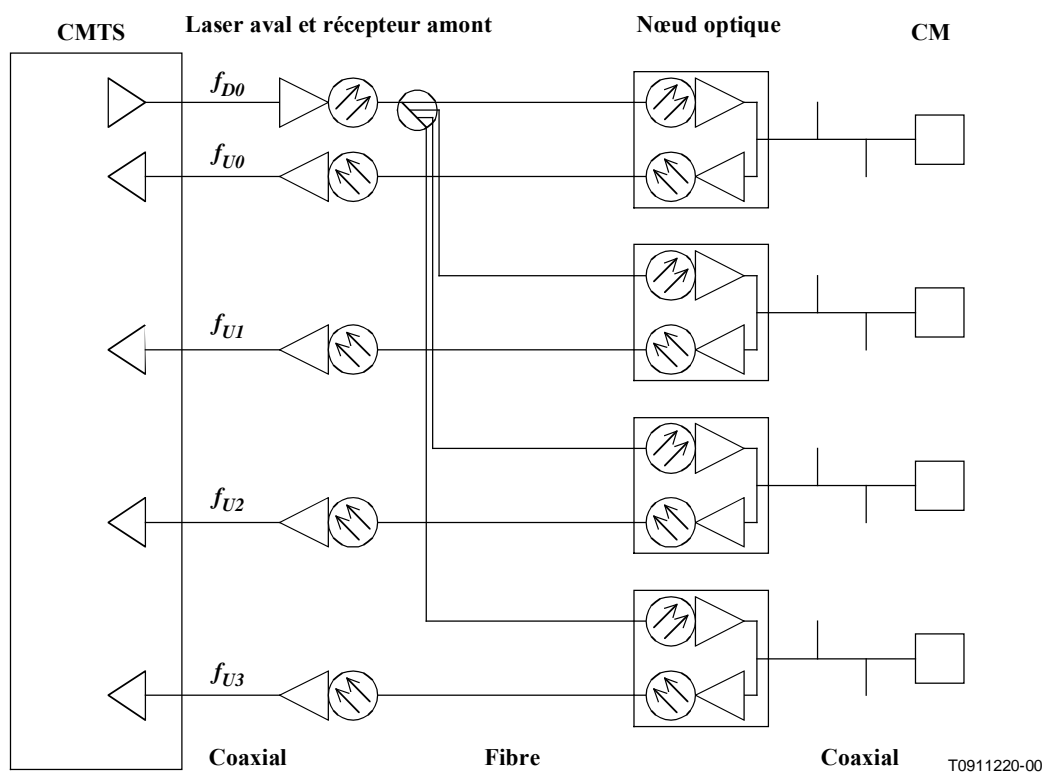 CMTS
Laser aval et récepteur amont
Nœud optique
CM
fD0
fU0
fU1
fU2
fU3
Coaxial
Fibre
Coaxial
T0911220-00